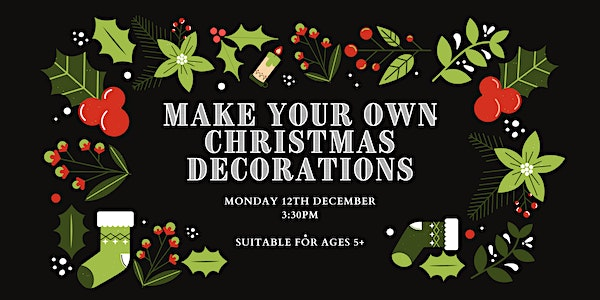 MAKE YOUR OWN
CHRISTMAS
DECORATIONS
MONDAY 12TH DECEMBER
3:30PM
SUITABLE FOR AGES 5+